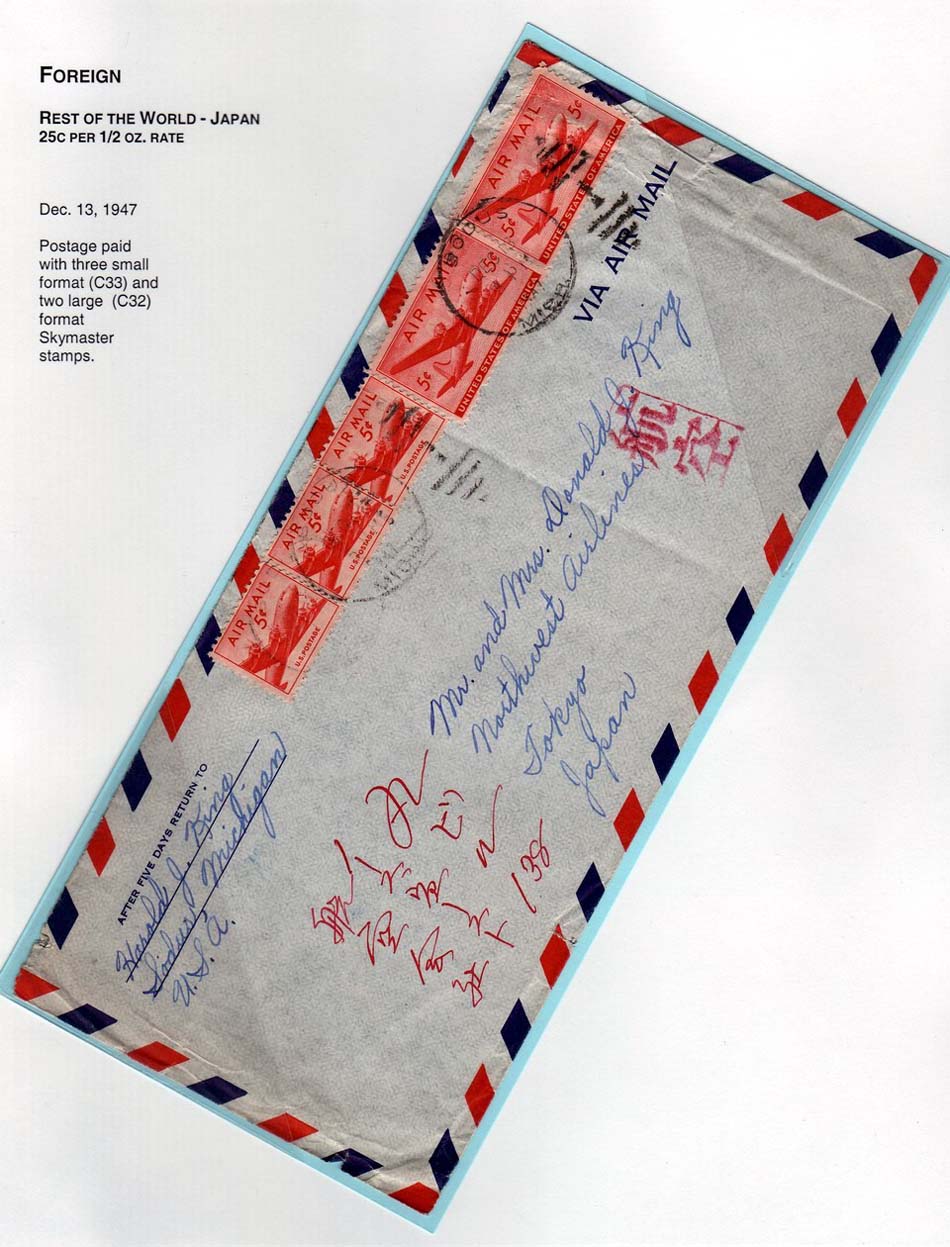 FOREIGN
REST OF THE WORLD - JAPAN
25C PER 1/2 OZ. RATE
Dec. 13, 1947
Postage paid
with three small
format (C33) and
two large (C32)
format
Skymaster
stamps.
AIR MAIL 5¢
5¢ UNITED STATES OF AMERICA
AIR MAIL 5¢
5¢ UNITED STATES OF AMERICA
AIR MAIL
5¢
U.S. POSTAGE
AIR MAIL
5¢
U.S. POSTAGE
AIR MAIL
5¢
U.S. POSTAGE
VIA AIR MAIL
航空
Mr. and Mrs. Donald J. King
Northwest Airlines
Tokyo
Japan
AFTER FIVE DAYS RETURN TO
Harold J. King
Sodus, Michigan
U.S.A.
138